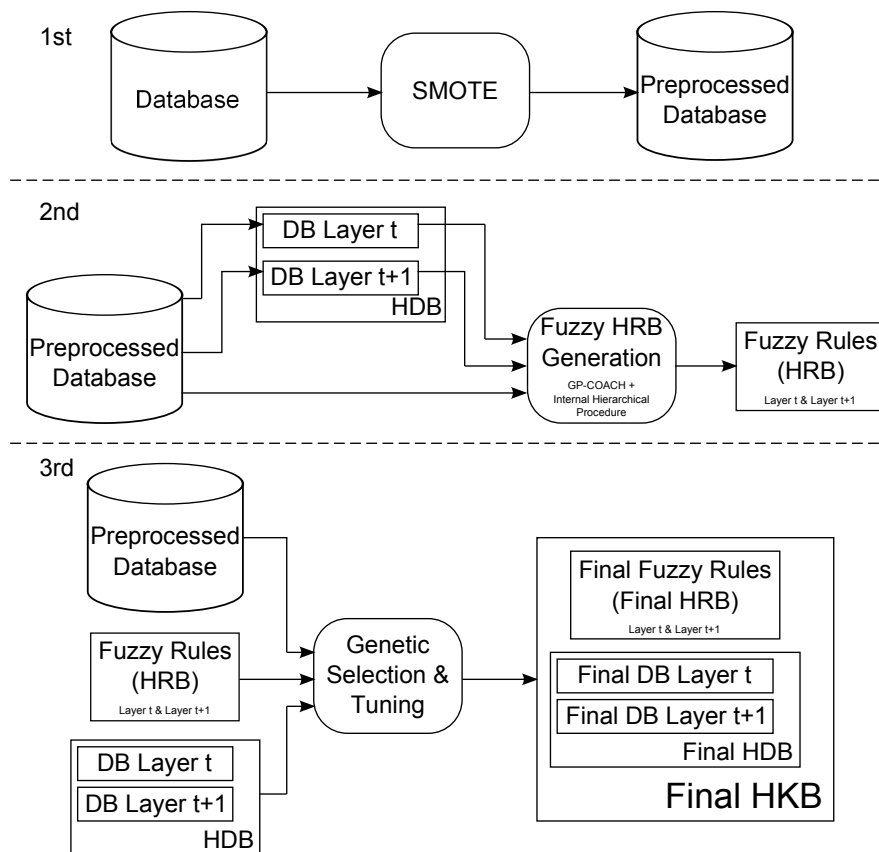 1st
Database
SMOTE
Preprocessed
Database
2nd
DB Layer t
DB Layer t+1
HDB
Preprocessed
Database
Fuzzy HRB
Generation
GP-COACH +
Internal Hierarchical
Procedure
Fuzzy Rules
(HRB)
Layer t & Layer t+1
3rd
Preprocessed
Database
Fuzzy Rules
(HRB)
Layer t & Layer t+1
DB Layer t
DB Layer t+1
HDB
Genetic
Selection &
Tuning
Final Fuzzy Rules
(Final HRB)
Layer t & Layer t+1
Final DB Layer t
Final DB Layer t+1
Final HDB
Final HKB